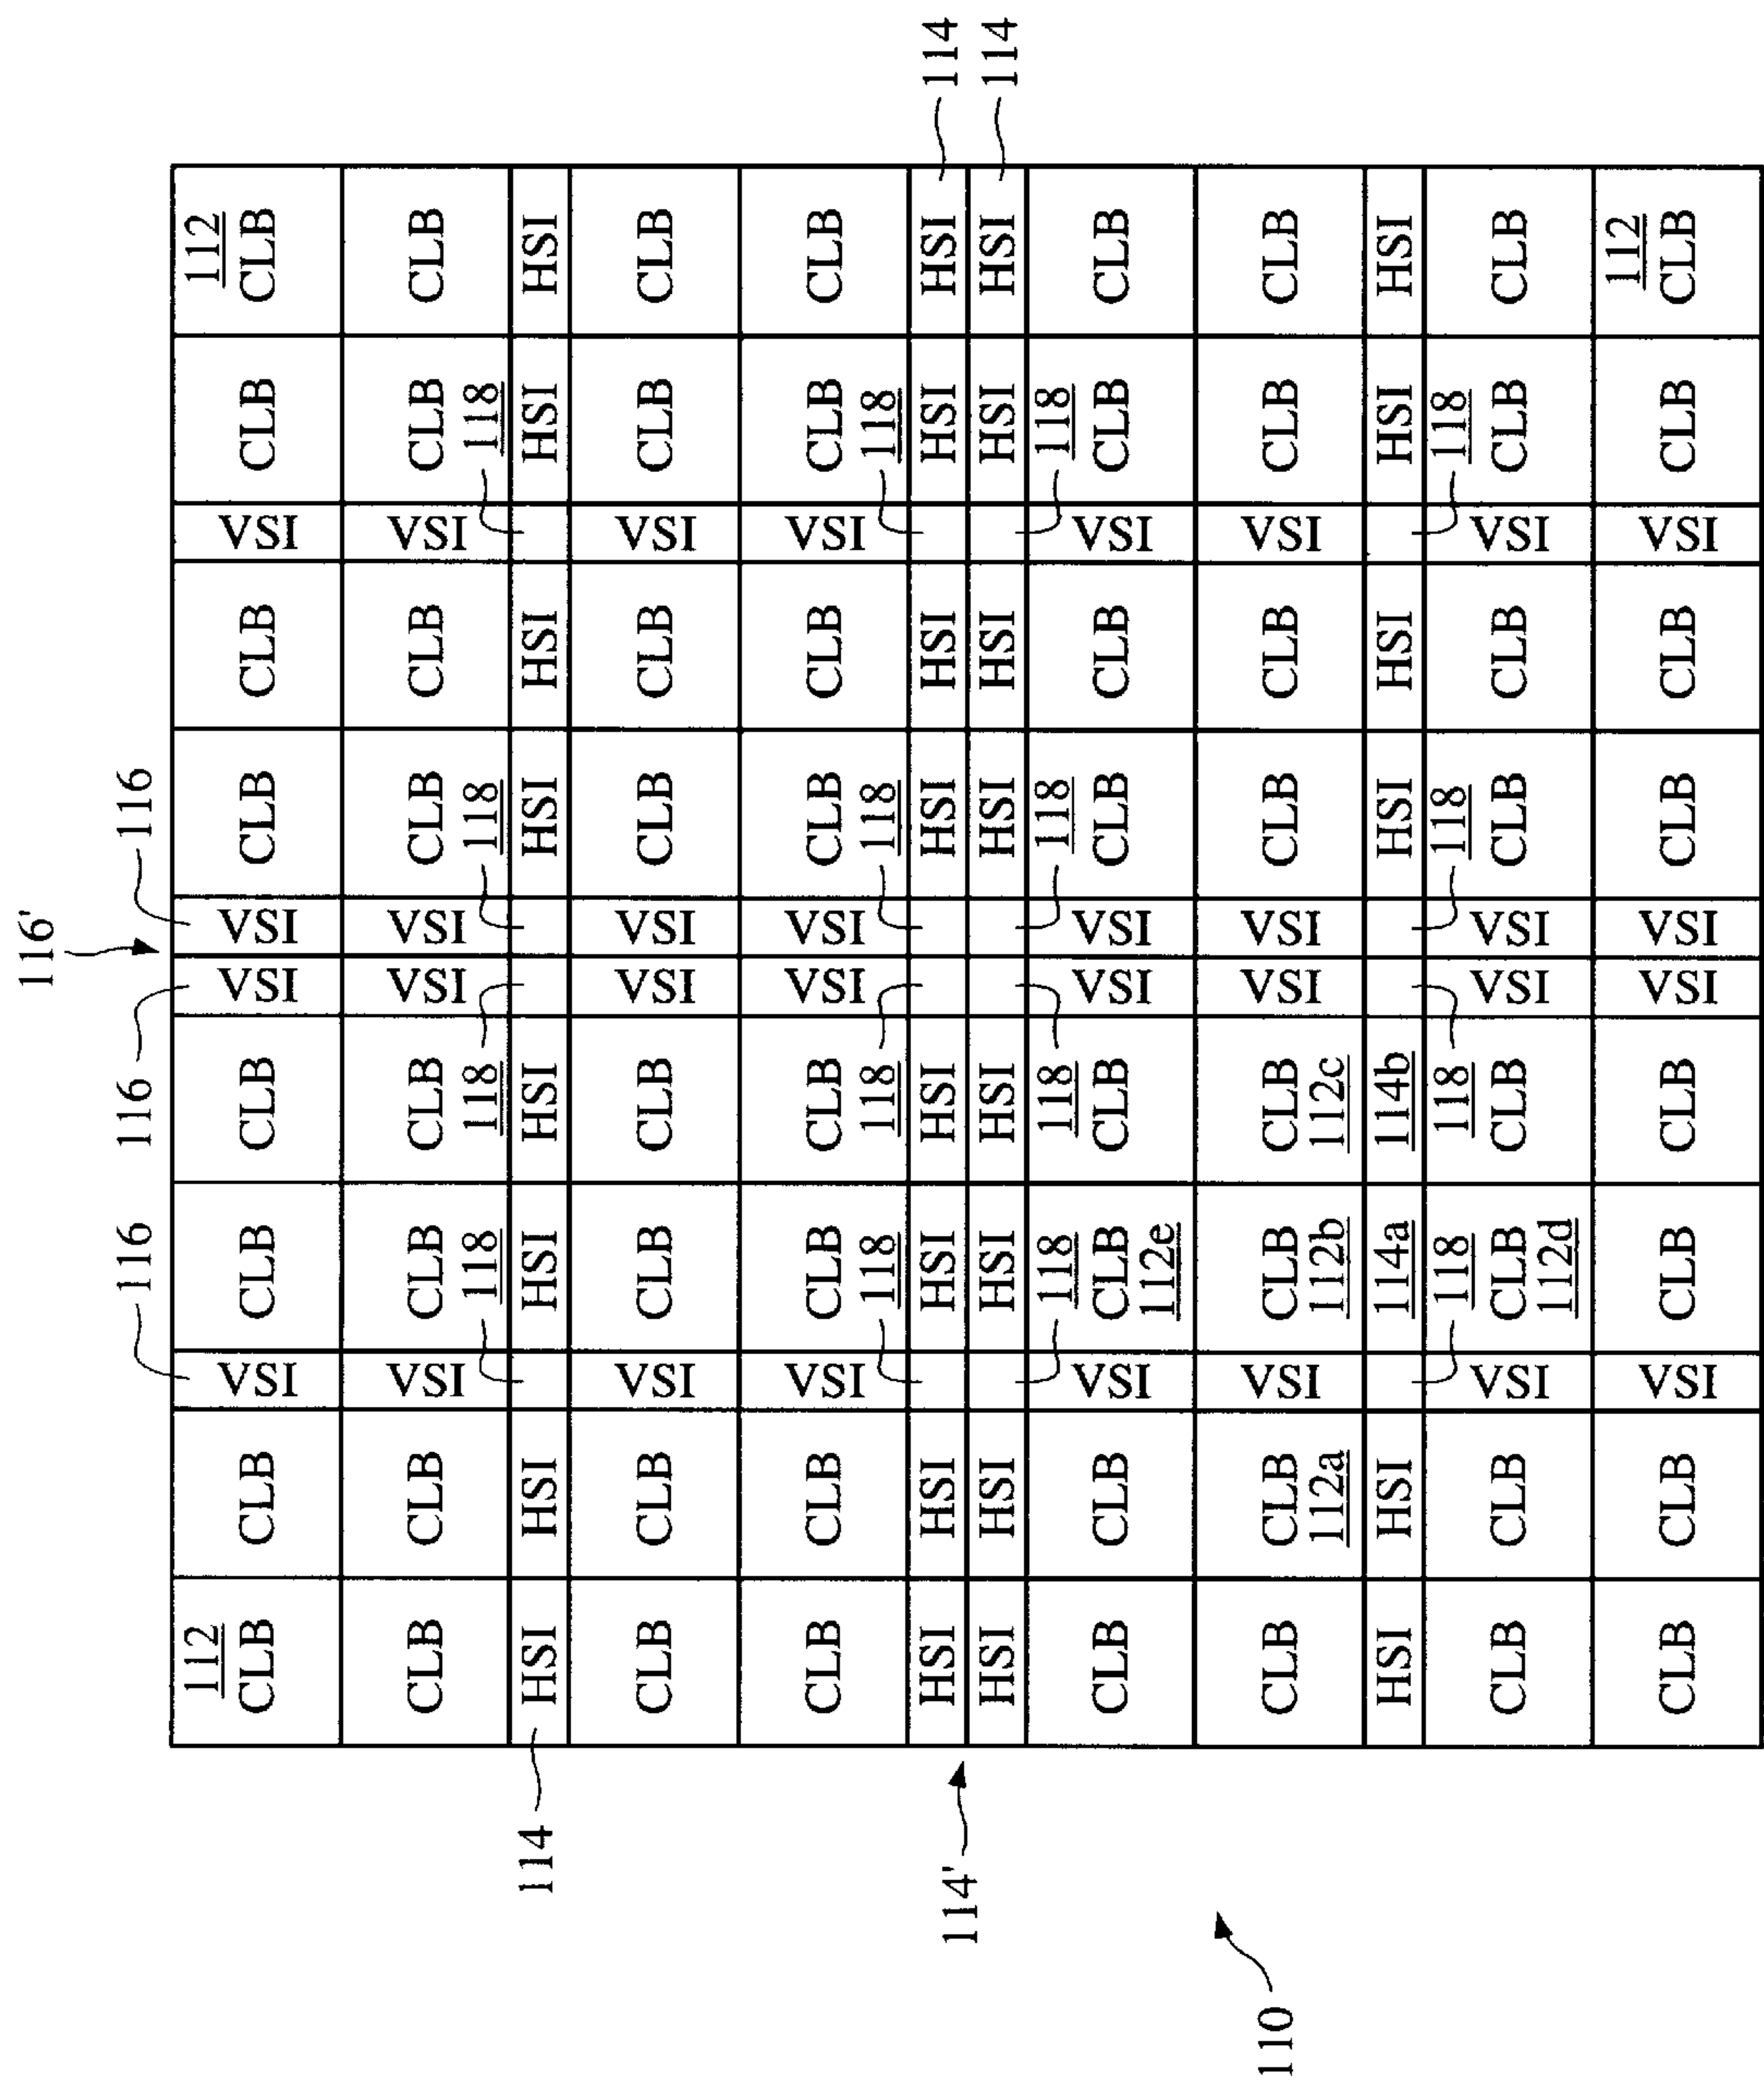 116'
116 116 116
112 112
CLB CLB VSI CLB CLB VSI VSI CLB CLB VSI CLB CLB
CLB CLB VSI CLB CLB VSI VSI CLB CLB VSI CLB CLB
118 118 118 118
114 HSI HSI HSI HSI HSI HSI HSI HSI
CLB CLB VSI CLB CLB VSI VSI CLB CLB VSI CLB CLB
CLB CLB VSI CLB CLB VSI VSI CLB CLB VSI CLB CLB
118 118 118 118
HSI HSI HSI HSI HSI HSI HSI HSI 114
114' HSI HSI HSI HSI HSI HSI HSI HSI 114
118 118 118 118
CLB CLB VSI CLB CLB VSI VSI CLB CLB VSI CLB CLB
112e
CLB CLB VSI CLB CLB VSI VSI CLB CLB VSI CLB CLB
112a 112b 112c
HSI HSI 114a 114b HSI HSI HSI HSI
118 118 118 118
CLB CLB VSI CLB CLB VSI VSI CLB CLB VSI CLB CLB
112d
112
CLB CLB VSI CLB CLB VSI VSI CLB CLB VSI CLB CLB
110